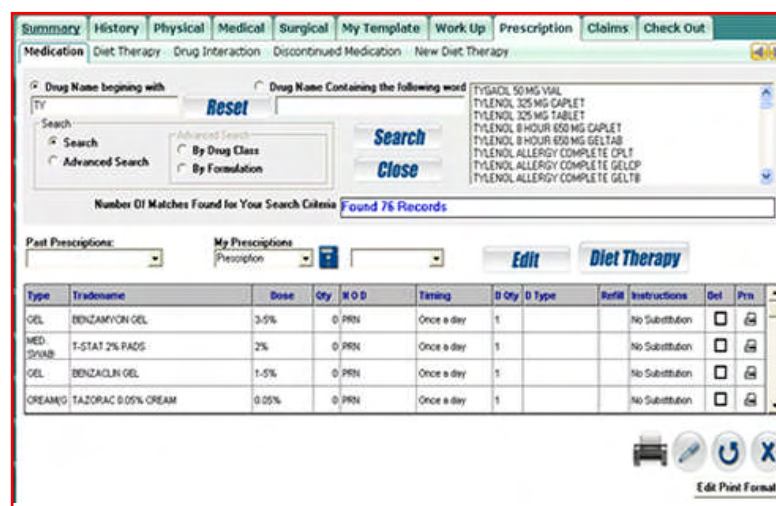 Summary History Physical Medical Surgical My Template Work Up Prescription Claims Check Out
Medication Diet Therapy Drug Interaction Discontinued Medication New Diet Therapy
Drug Name begining with Drug Name Containing the following word
TY Reset
TYGACIL 50 MG VIAL
TYLENOL 325 MG CAPLET
TYLENOL 325 MG TABLET
TYLENOL 8 HOUR 650 MG CAPLET
TYLENOL 8 HOUR 650 MG GELTAB
TYLENOL ALLERGY COMPLETE CPLT
TYLENOL ALLERGY COMPLETE GELCP
TYLENOL ALLERGY COMPLETE GELTB
Search
Search
Advanced Search
Advanced Search
By Drug Class
By Formulation
Search
Close
Number Of Matches Found for Your Search Criteria Found 76 Records
Past Prescriptions: My Prescriptions
Prescription Edit Diet Therapy
Type Tradename Dose Qty N O D Timing D Qty D Type Refill Instructions Del Prn
GEL BENZAMYCIN GEL 3-5% 0 PRN Once a day 1 No Substitution
MED. SWAB T-STAT 2% PADS 2% 0 PRN Once a day 1 No Substitution
GEL BENZACLIN GEL 1-5% 0 PRN Once a day 1 No Substitution
CREAM(G TAZORAC 0.05% CREAM 0.05% 0 PRN Once a day 1 No Substitution
X
Edit Print Format